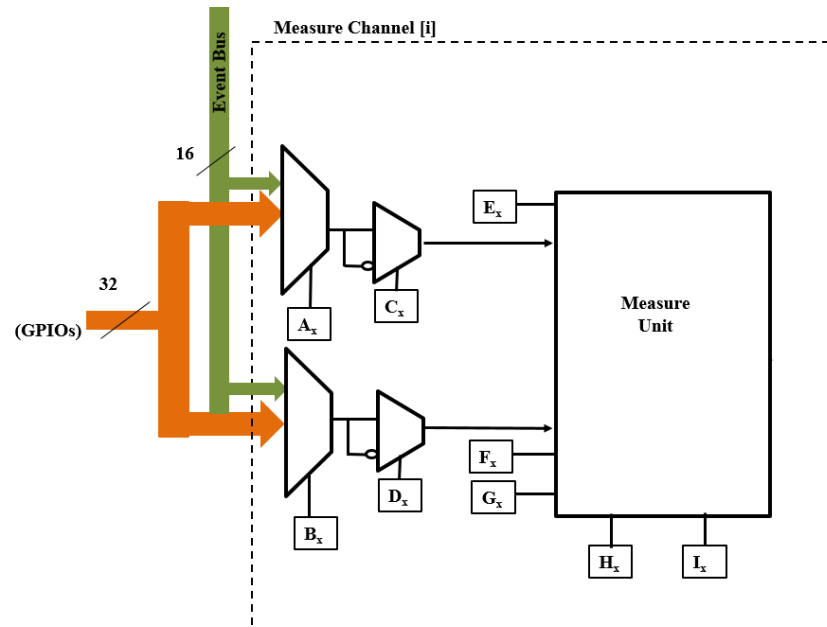 Measure Channel [i]
Event Bus
16
32
(GPIOs)
Aₓ
Cₓ
Eₓ
Measure
Unit
Bₓ
Dₓ
Fₓ
Gₓ
Hₓ
Iₓ